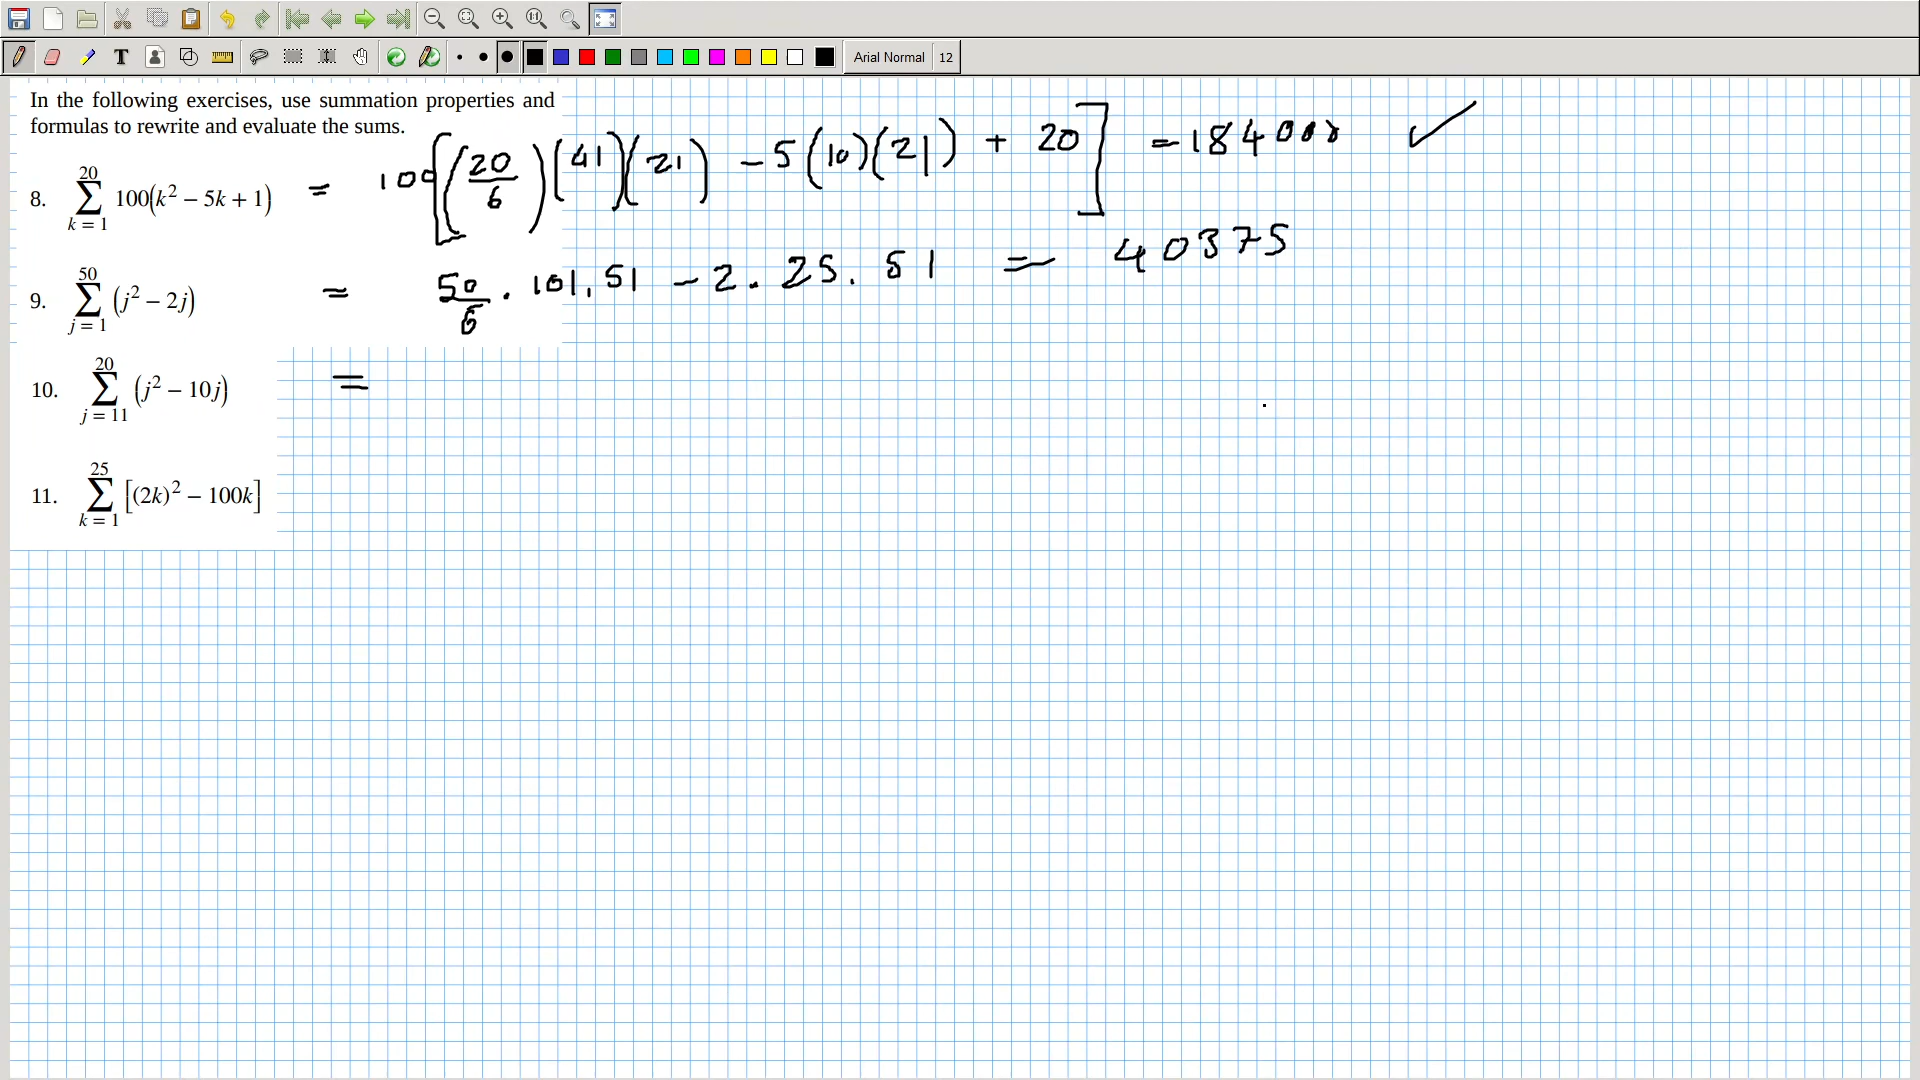 Arial Normal 12
In the following exercises, use summation properties and
formulas to rewrite and evaluate the sums.
8. 20 ∑ k = 1 100(k² − 5k + 1) = 100[(20/6)(41)(21) − 5(10)(21) + 20] = 184000 ✓
9. 50 ∑ j = 1 (j² − 2j) = 50/6 . 101 . 51 − 2 . 25 . 51 = 40375
10. 20 ∑ j = 11 (j² − 10j) =
11. 25 ∑ k = 1 [(2k)² − 100k]